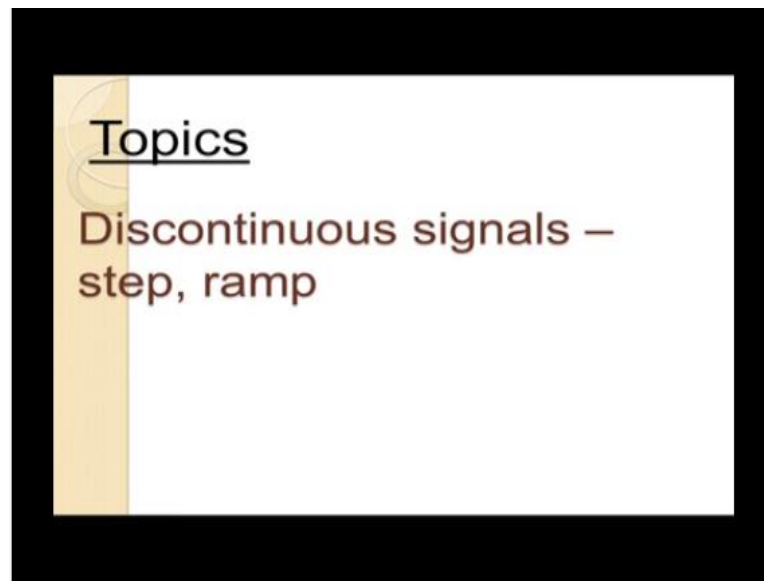 Topics
Discontinuous signals –
step, ramp